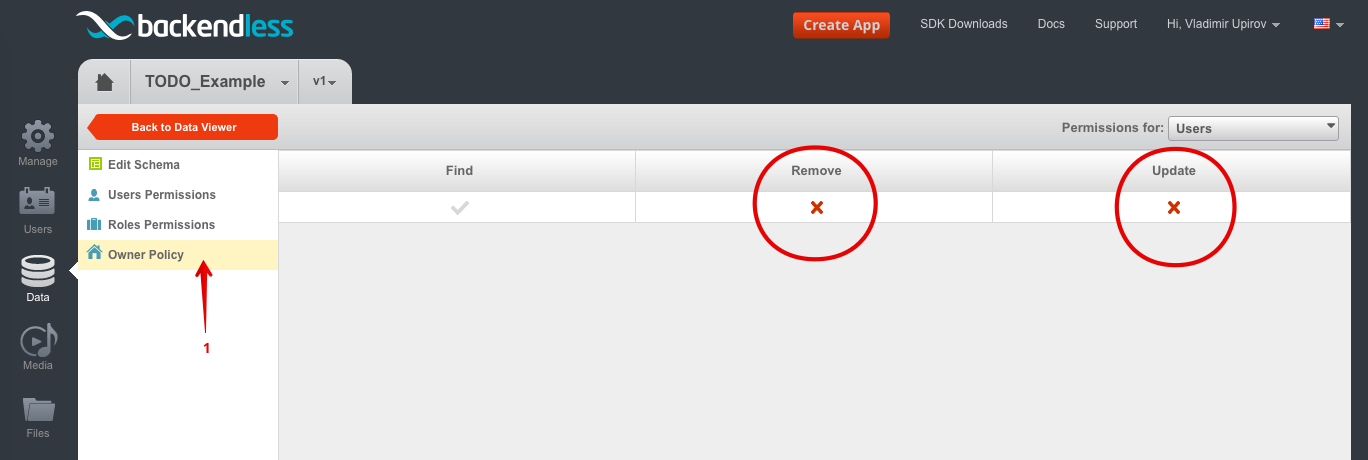 backendless
Create App
SDK Downloads
Docs
Support
Hi, Vladimir Upirov
TODO_Example
v1
Back to Data Viewer
Permissions for: Users
Manage
Users
Data
Media
Files
Edit Schema
Users Permissions
Roles Permissions
Owner Policy
1
Find
Remove
Update